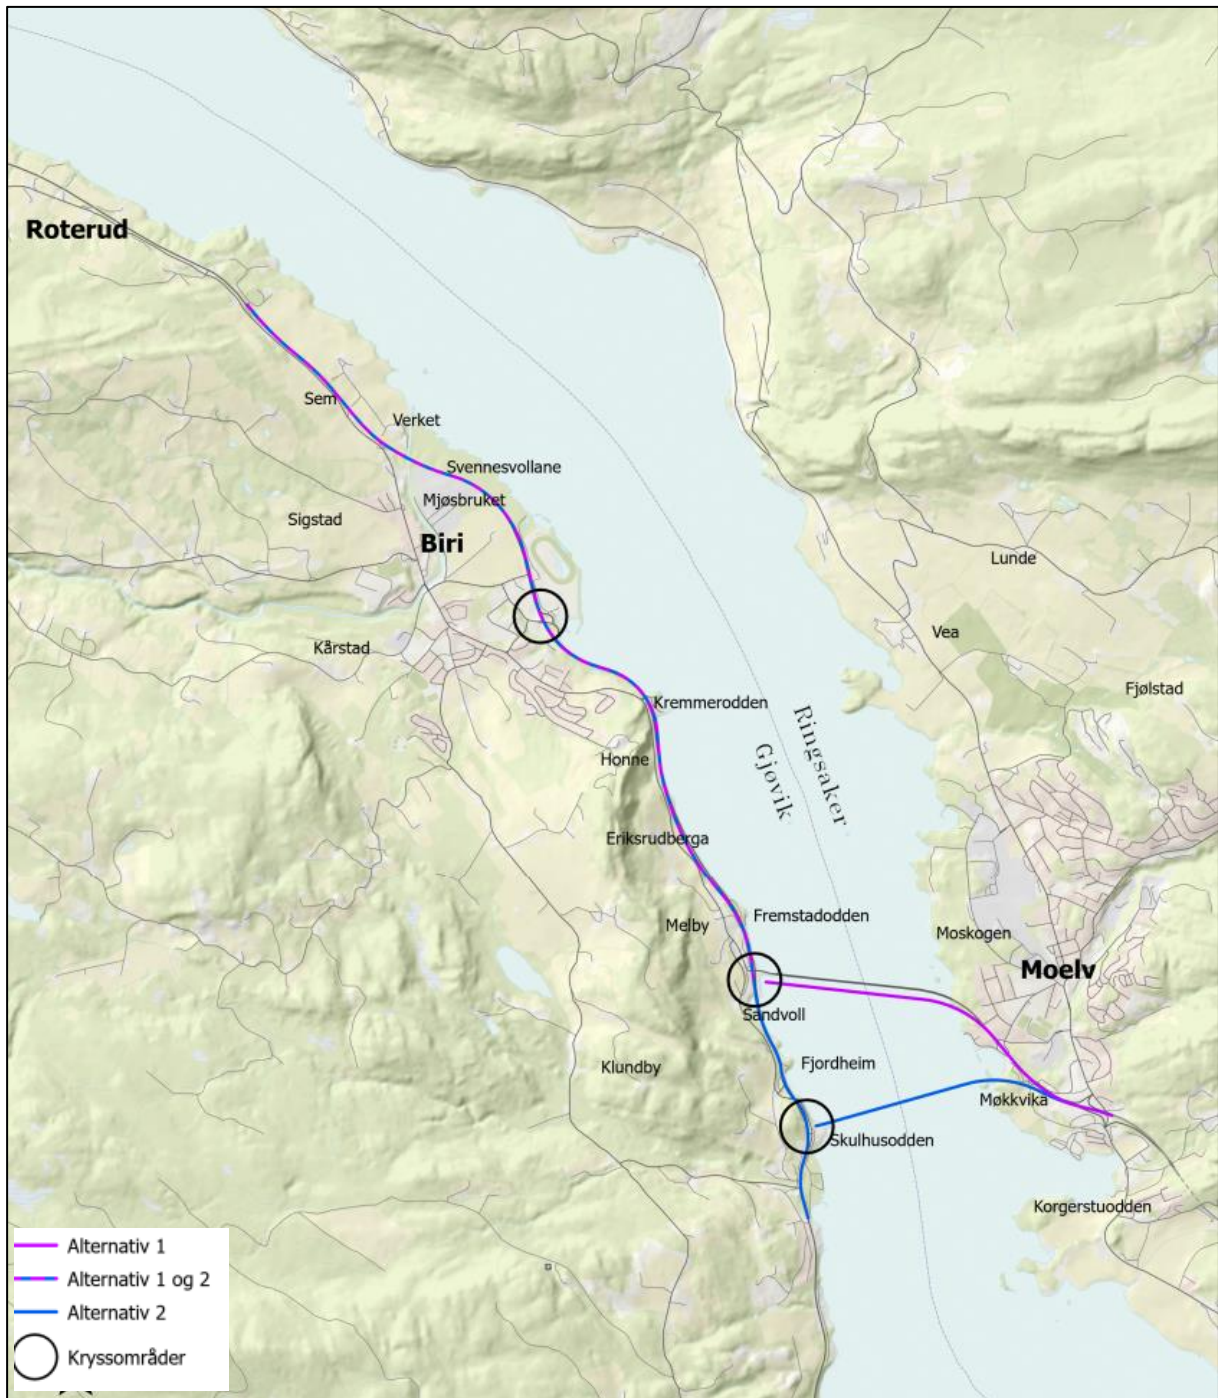 Roterud
Sem
Verket
Svennesvollane
Mjøsbruket
Sigstad
Biri
Lunde
Vea
Kårstad
Fjølstad
Kremmerodden
Ringsaker
Gjøvik
Honne
Eriksrudberga
Fremstadodden
Melby
Moskogen
Moelv
Sandvoll
Fjordheim
Klundby
Møkkvika
Skulhusodden
Korgerstuodden
Alternativ 1
Alternativ 1 og 2
Alternativ 2
Kryssområder